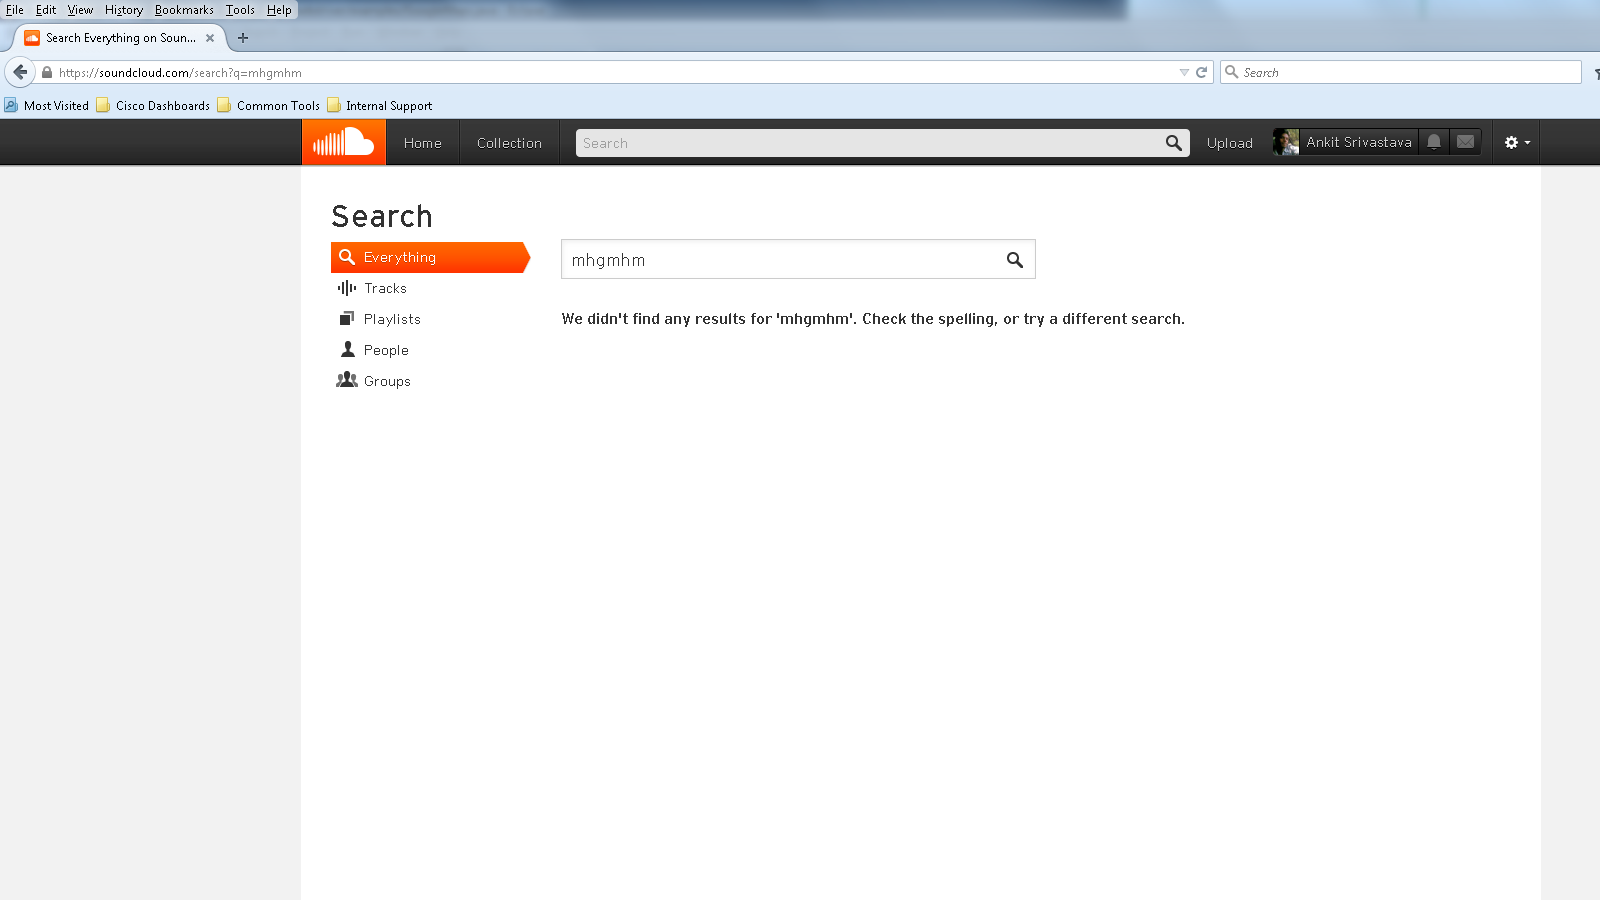 File Edit View History Bookmarks Tools Help
Search Everything on Soun...
https://soundcloud.com/search?q=mhgmhm
Search
Most Visited Cisco Dashboards Common Tools Internal Support
Home Collection Search Upload Ankit Srivastava
Search
Everything
mhgmhm
Tracks
We didn't find any results for 'mhgmhm'. Check the spelling, or try a different search.
Playlists
People
Groups